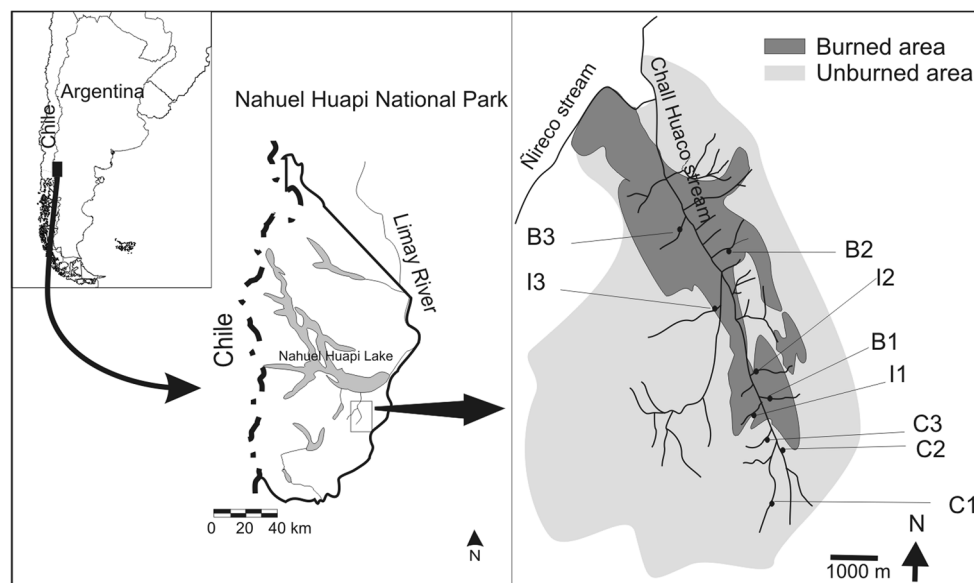 Argentina
Chile
Nahuel Huapi National Park
Limay River
Chile
Nahuel Huapi Lake
0 20 40 km
N
Burned area
Unburned area
Ñireco stream
Chall Huaco stream
B3
B2
I3
I2
B1
I1
C3
C2
C1
N
1000 m